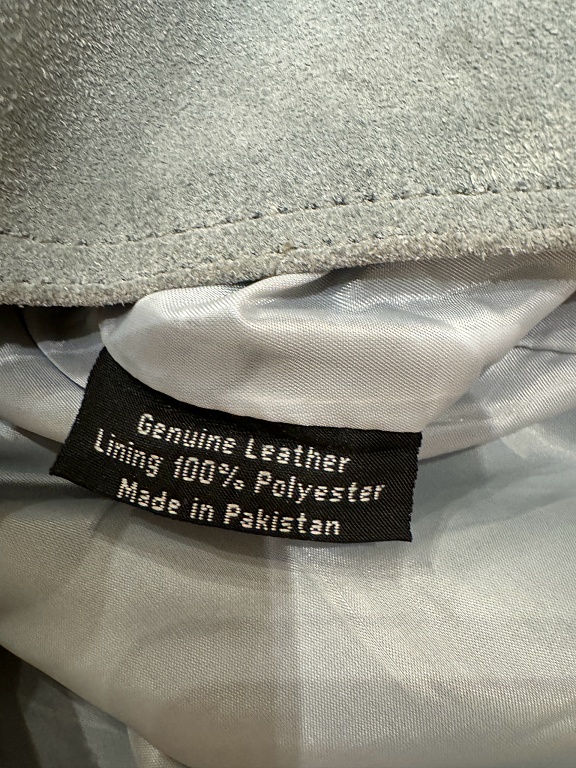 Genuine Leather
Lining 100% Polyester
Made in Pakistan